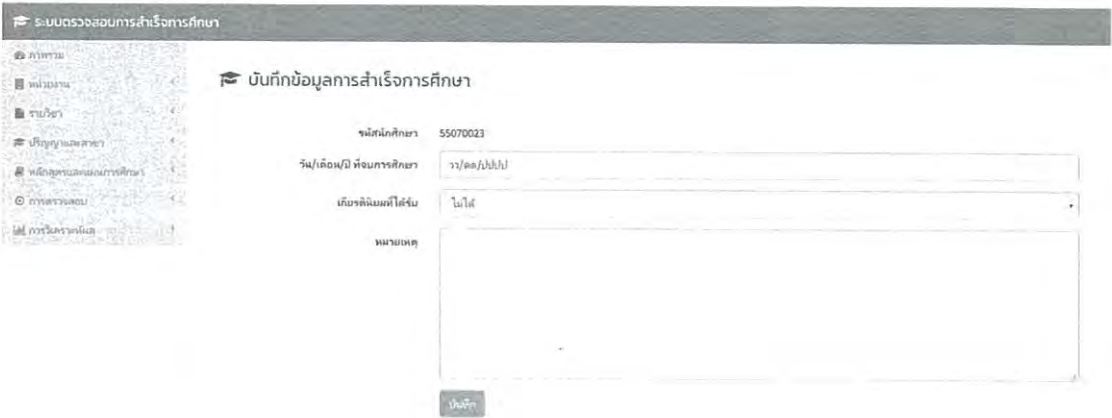 ระบบตรวจสอบการสำเร็จการศึกษา
ภาพรวม
หน่วยงาน
รายวิชา
ปริญญาและสาขา
หลักสูตรและแผนการศึกษา
การตรวจสอบ
การวิเคราะห์ผล
บันทึกข้อมูลการสำเร็จการศึกษา
รหัสนักศึกษา 55070023
วัน/เดือน/ปี ที่จบการศึกษา วว/ดด/ปปปป
เกียรตินิยมที่ได้รับ ไม่ได้
หมายเหตุ
บันทึก